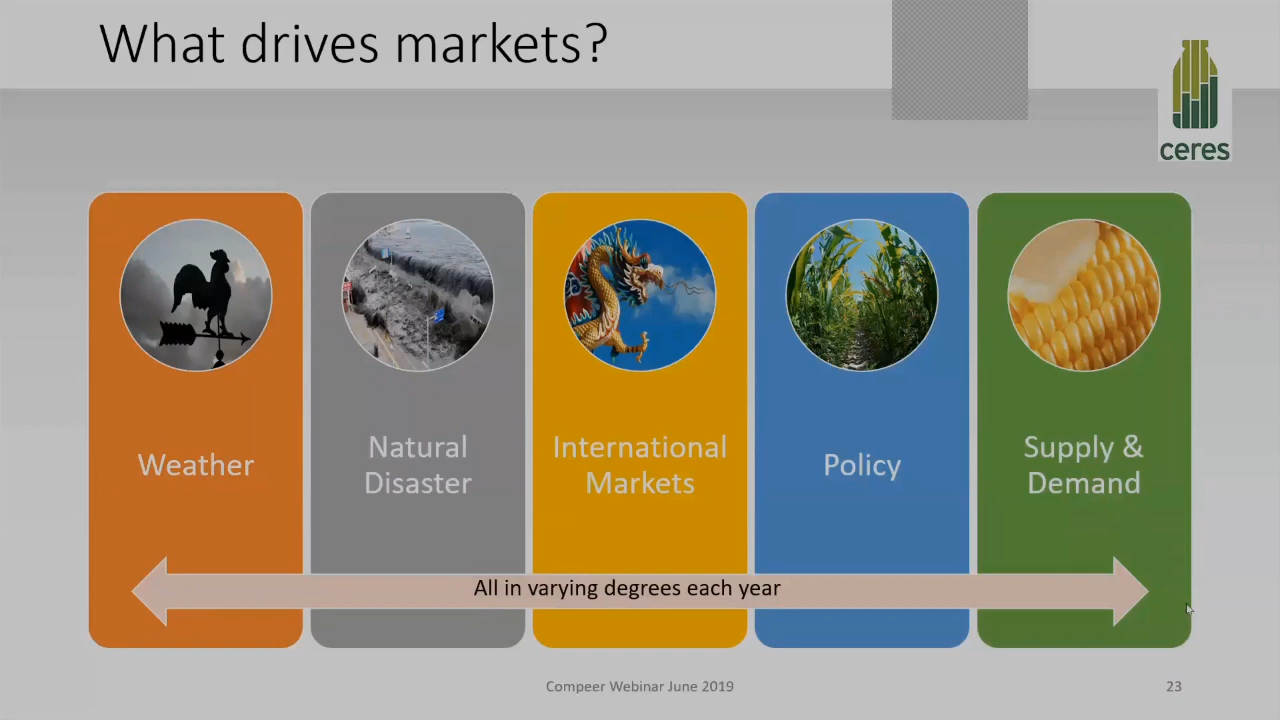 What drives markets?
ceres
Weather
Natural
Disaster
International
Markets
Policy
Supply &
Demand
All in varying degrees each year
Compeer Webinar June 2019
23